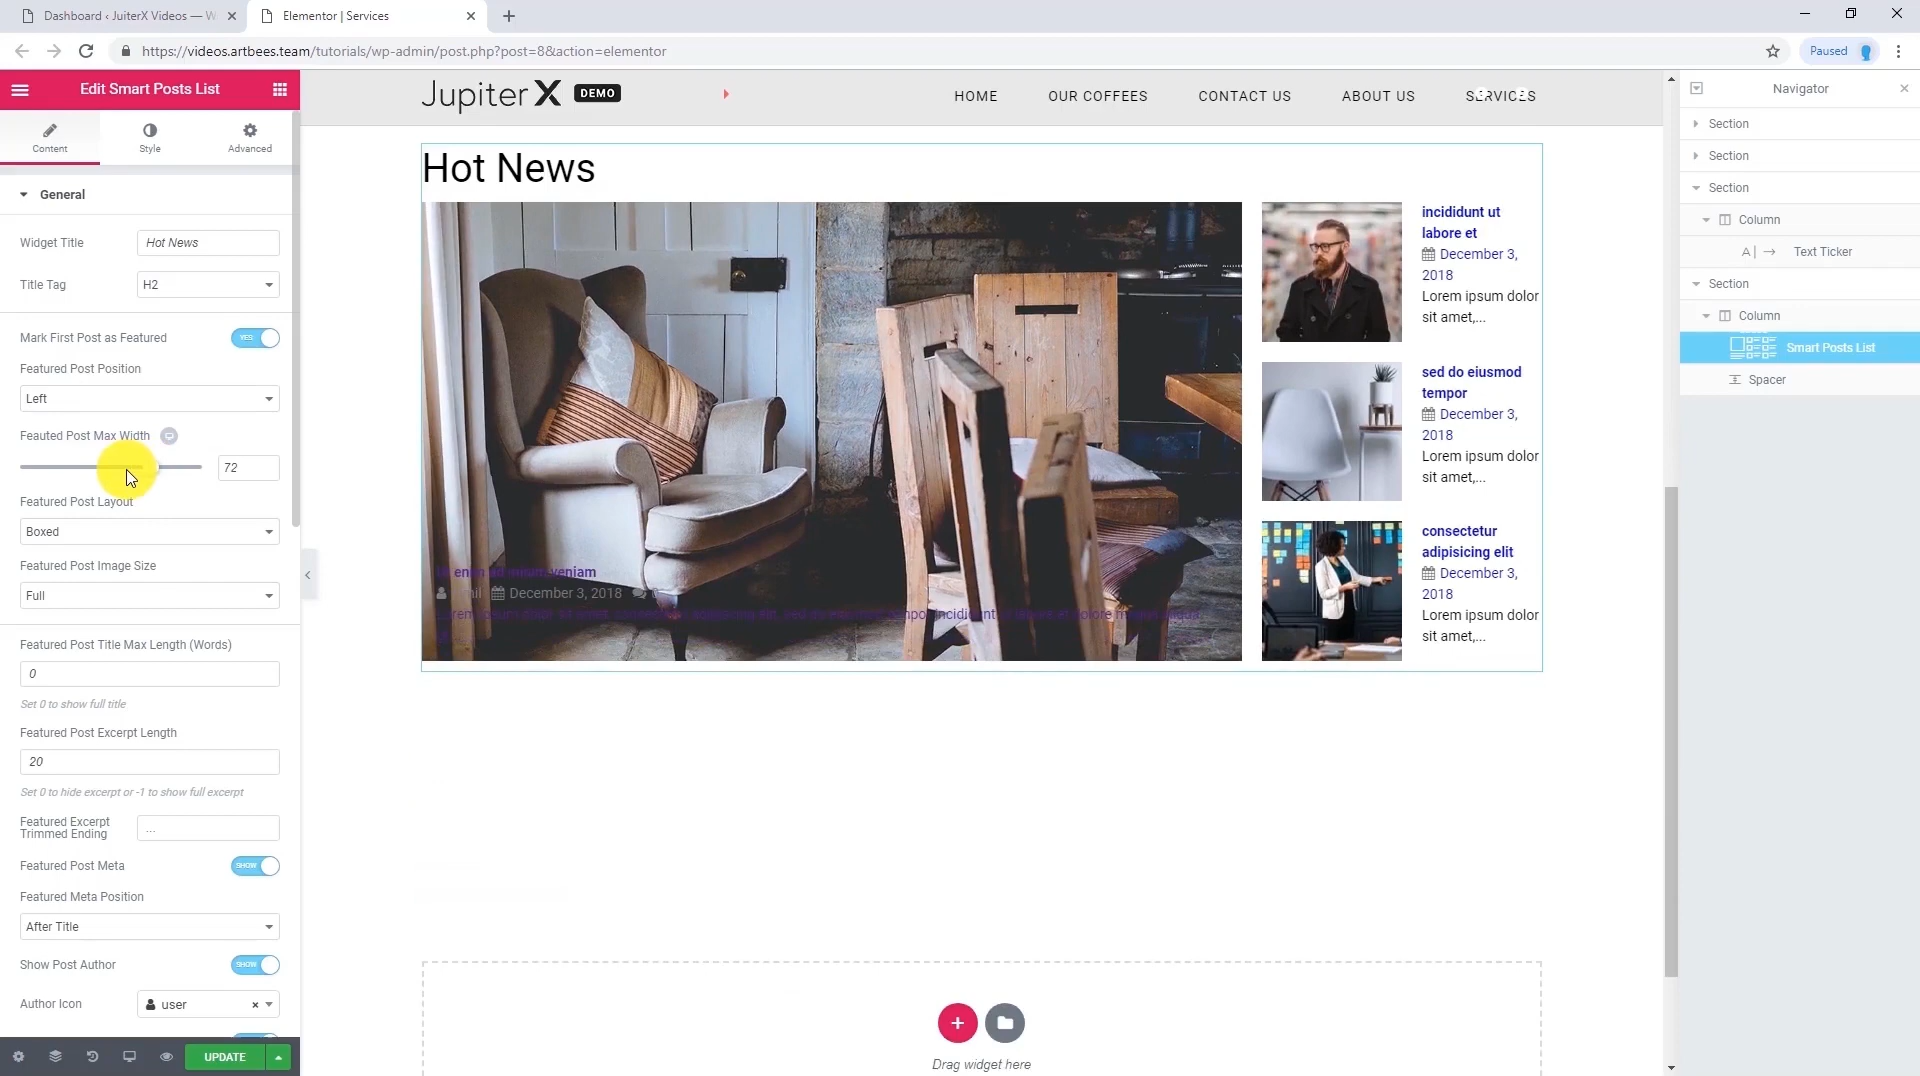 Dashboard ‹ JuiterX Videos — W
Elementor | Services
https://videos.artbees.team/tutorials/wp-admin/post.php?post=8&action=elementor
Paused
Edit Smart Posts List
Content
Style
Advanced
General
Widget Title
Hot News
Title Tag
H2
Mark First Post as Featured
YES
Featured Post Position
Left
Feauted Post Max Width
72
Featured Post Layout
Boxed
Featured Post Image Size
Full
Featured Post Title Max Length (Words)
0
Set 0 to show full title
Featured Post Excerpt Length
20
Set 0 to hide excerpt or -1 to show full excerpt
Featured Excerpt
Trimmed Ending
...
Featured Post Meta
SHOW
Featured Meta Position
After Title
Show Post Author
SHOW
Author Icon
user
UPDATE
Jupiter X DEMO
HOME
OUR COFFEES
CONTACT US
ABOUT US
SERVICES
Hot News
veniam
December 3, 2018
incididunt ut
labore et
December 3,
2018
Lorem ipsum dolor
sit amet,...
sed do eiusmod
tempor
December 3,
2018
Lorem ipsum dolor
sit amet,...
consectetur
adipisicing elit
December 3,
2018
Lorem ipsum dolor
sit amet,...
Drag widget here
Navigator
Section
Section
Section
Column
Text Ticker
Section
Column
Smart Posts List
Spacer